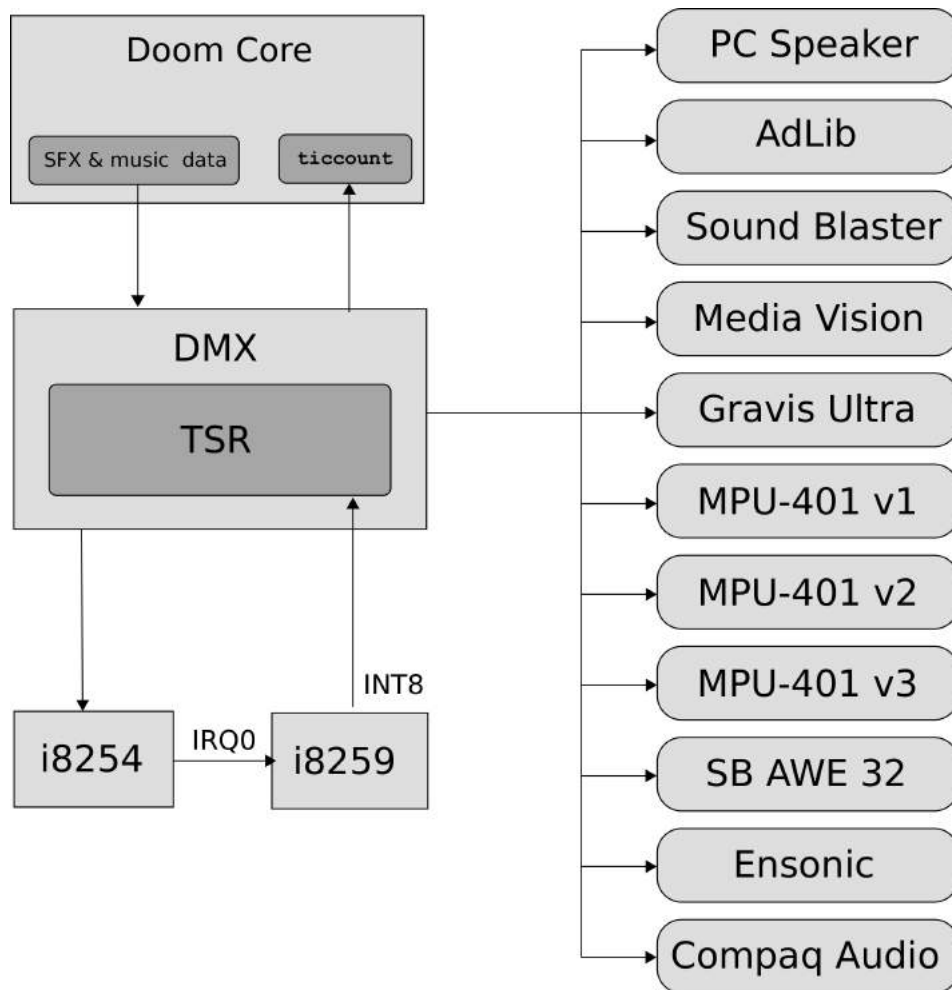 Doom Core
SFX & music data
ticcount
DMX
TSR
INT8
IRQ0
i8254
i8259
PC Speaker
AdLib
Sound Blaster
Media Vision
Gravis Ultra
MPU-401 v1
MPU-401 v2
MPU-401 v3
SB AWE 32
Ensonic
Compaq Audio